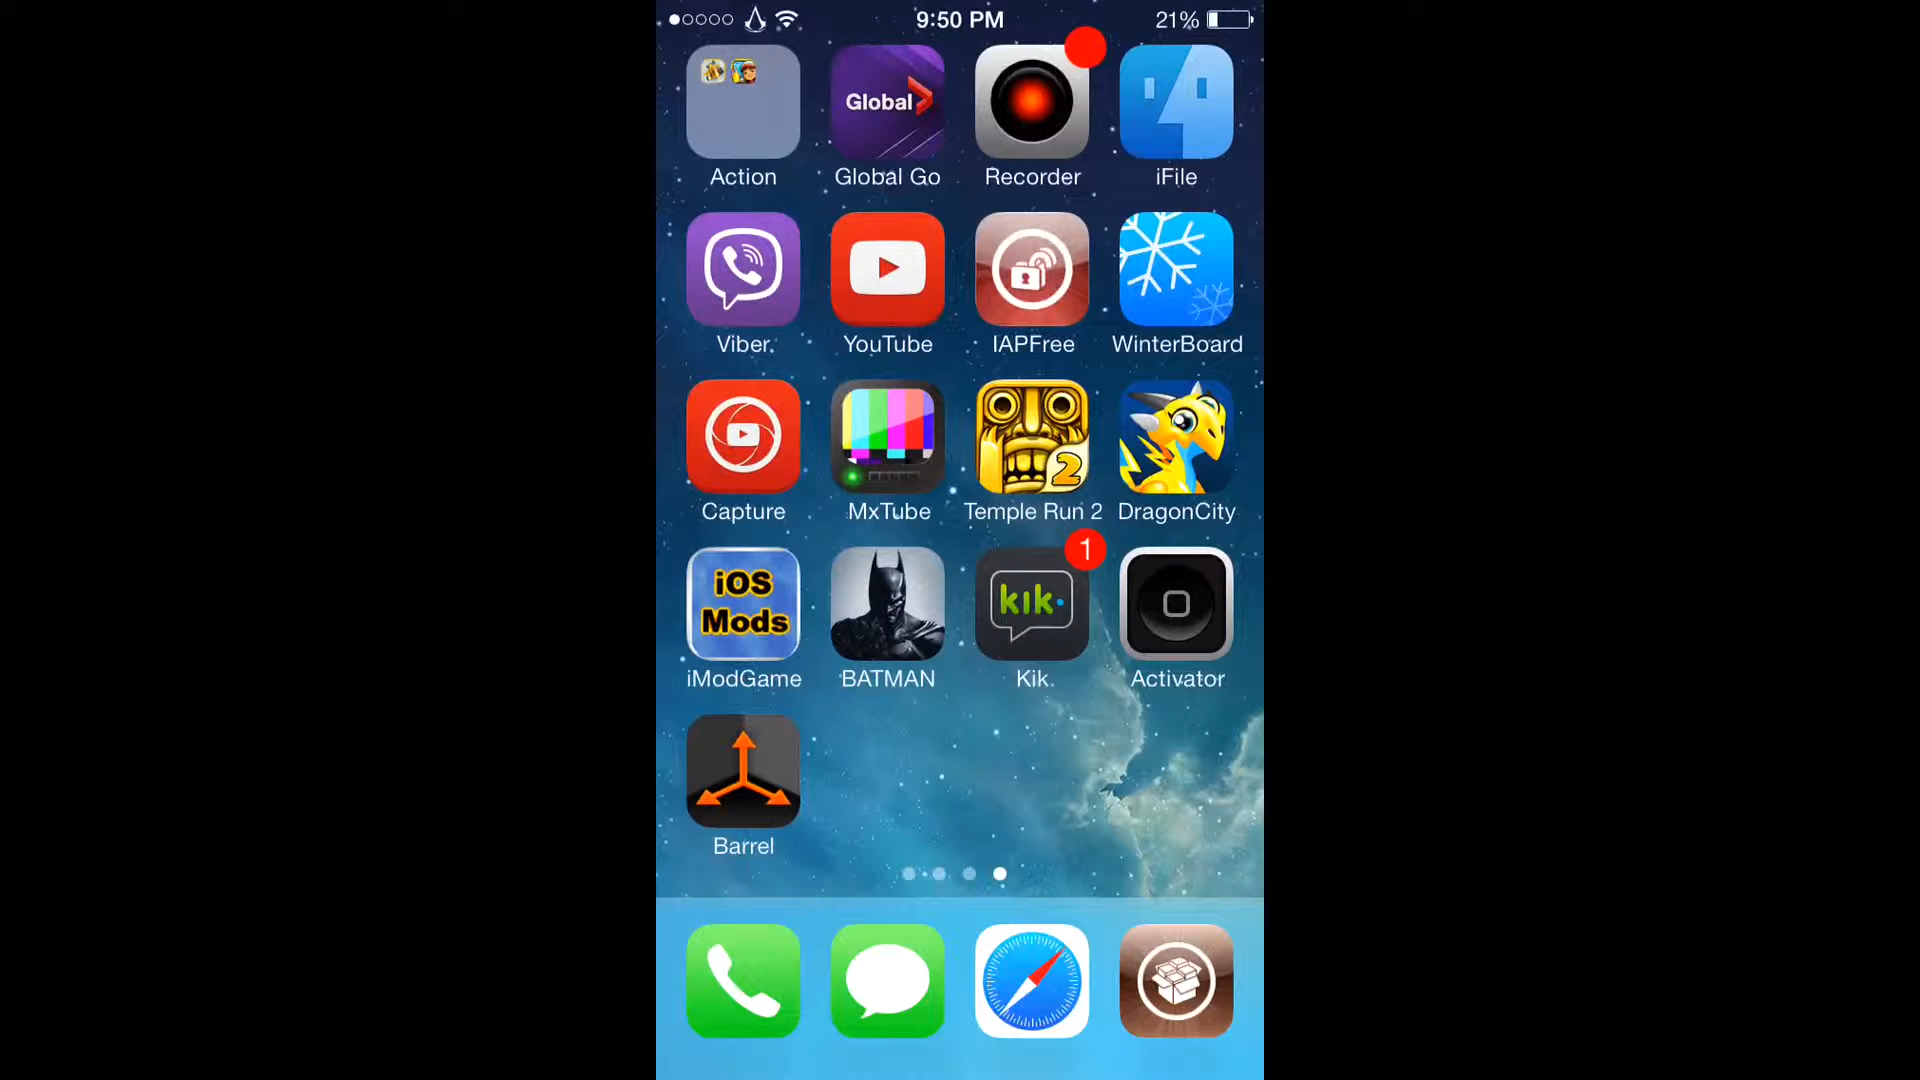 9:50 PM 21%
Global
Action Global Go Recorder iFile
Viber YouTube IAPFree WinterBoard
2
Capture MxTube Temple Run 2 DragonCity
1
iOS
Mods
kik
iModGame BATMAN Kik Activator
Barrel